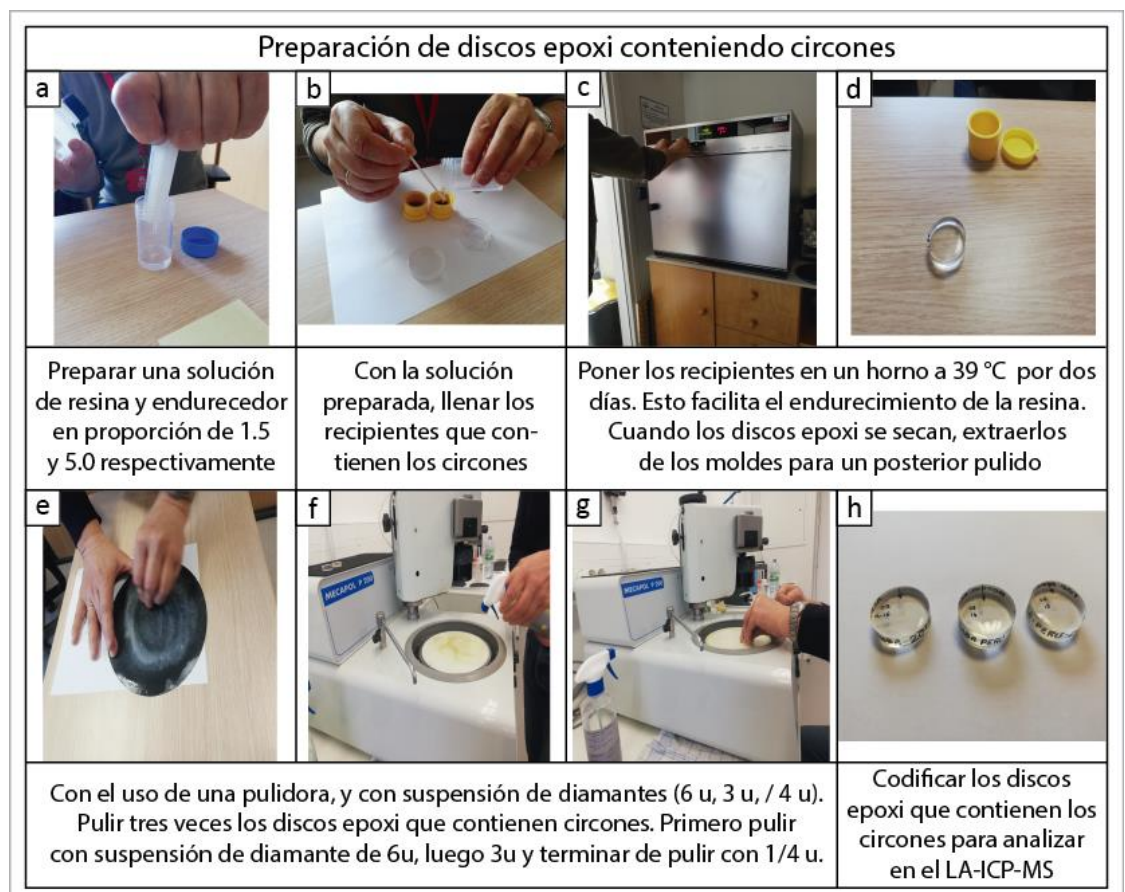 Preparación de discos epoxi conteniendo circones
a
b
c
d
Preparar una solución
de resina y endurecedor
en proporción de 1.5
y 5.0 respectivamente
Con la solución
preparada, llenar los
recipientes que con-
tienen los circones
Poner los recipientes en un horno a 39 °C por dos
días. Esto facilita el endurecimiento de la resina.
Cuando los discos epoxi se secan, extraerlos
de los moldes para un posterior pulido
e
f
g
h
MECAPOL P 200
MECAPOL P 200
Con el uso de una pulidora, y con suspensión de diamantes (6 u, 3 u, / 4 u).
Pulir tres veces los discos epoxi que contienen circones. Primero pulir
con suspensión de diamante de 6u, luego 3u y terminar de pulir con 1/4 u.
Codificar los discos
epoxi que contienen los
circones para analizar
en el LA-ICP-MS